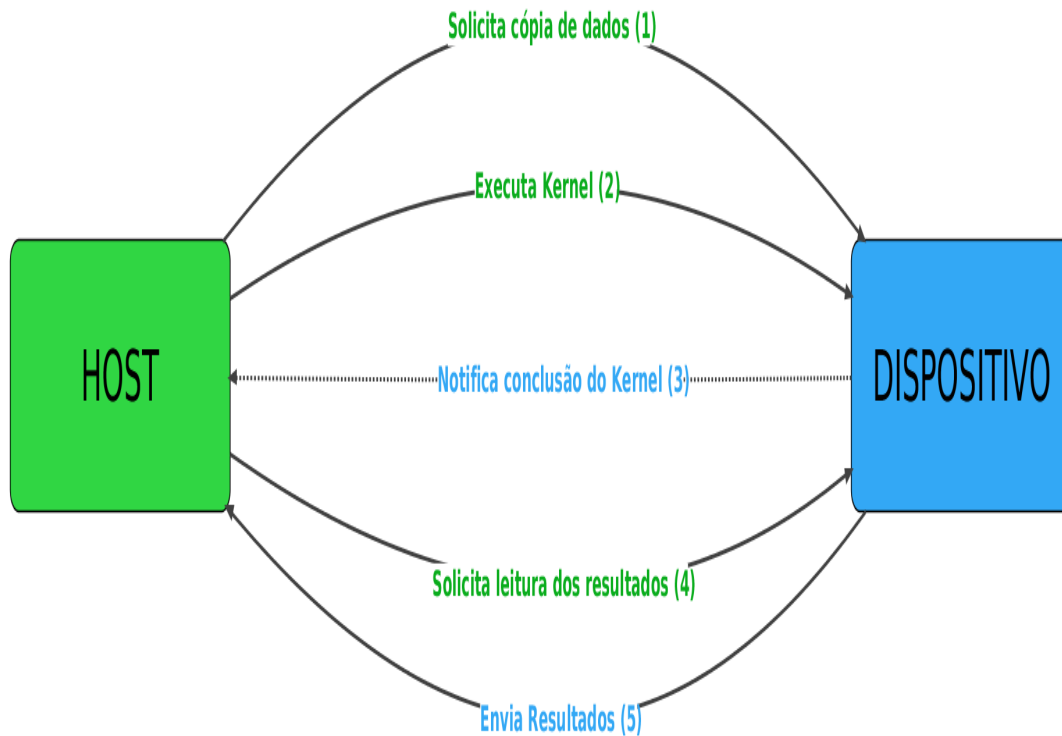 Solicita cópia de dados (1)
Executa Kernel (2)
HOST
Notifica conclusão do Kernel (3)
DISPOSITIVO
Solicita leitura dos resultados (4)
Envia Resultados (5)